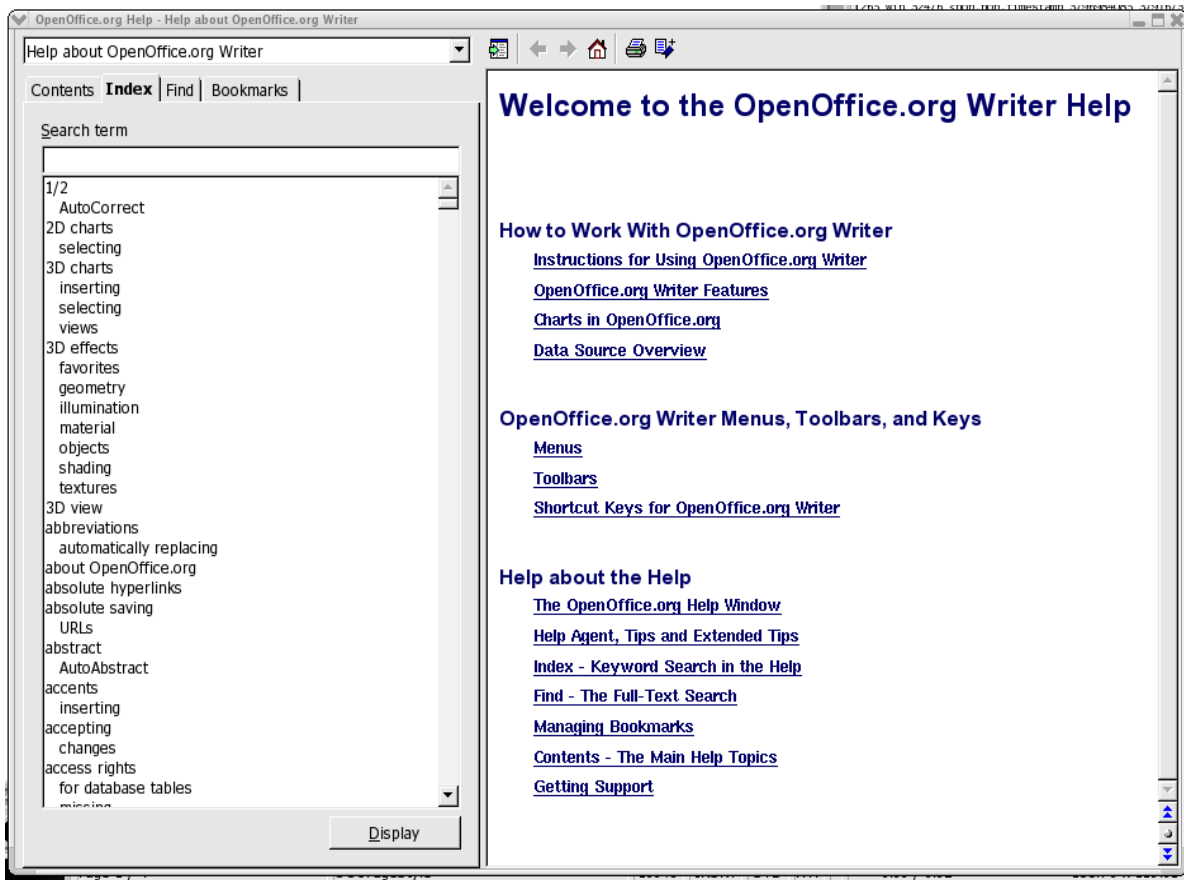 OpenOffice.org Help - Help about OpenOffice.org Writer
Help about OpenOffice.org Writer
Contents Index Find Bookmarks
Search term
1/2
AutoCorrect
2D charts
selecting
3D charts
inserting
selecting
views
3D effects
favorites
geometry
illumination
material
objects
shading
textures
3D view
abbreviations
automatically replacing
about OpenOffice.org
absolute hyperlinks
absolute saving
URLs
abstract
AutoAbstract
accents
inserting
accepting
changes
access rights
for database tables
Display
Welcome to the OpenOffice.org Writer Help
How to Work With OpenOffice.org Writer
Instructions for Using OpenOffice.org Writer
OpenOffice.org Writer Features
Charts in OpenOffice.org
Data Source Overview
OpenOffice.org Writer Menus, Toolbars, and Keys
Menus
Toolbars
Shortcut Keys for OpenOffice.org Writer
Help about the Help
The OpenOffice.org Help Window
Help Agent, Tips and Extended Tips
Index - Keyword Search in the Help
Find - The Full-Text Search
Managing Bookmarks
Contents - The Main Help Topics
Getting Support